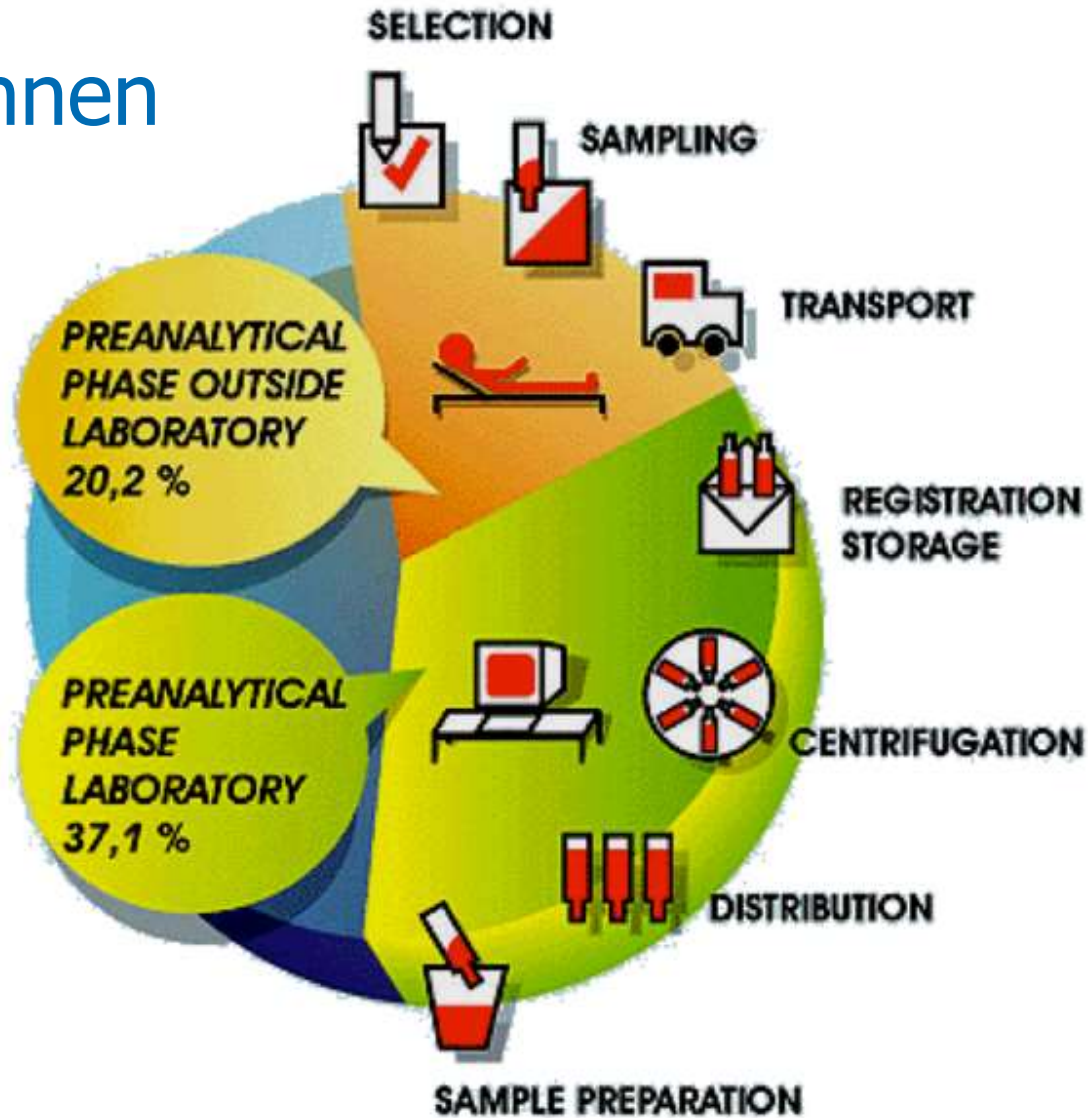 SELECTION
nnen
SAMPLING
TRANSPORT
PREANALYTICAL
PHASE OUTSIDE
LABORATORY
20,2 %
REGISTRATION
STORAGE
PREANALYTICAL
PHASE
LABORATORY
37,1 %
CENTRIFUGATION
DISTRIBUTION
SAMPLE PREPARATION